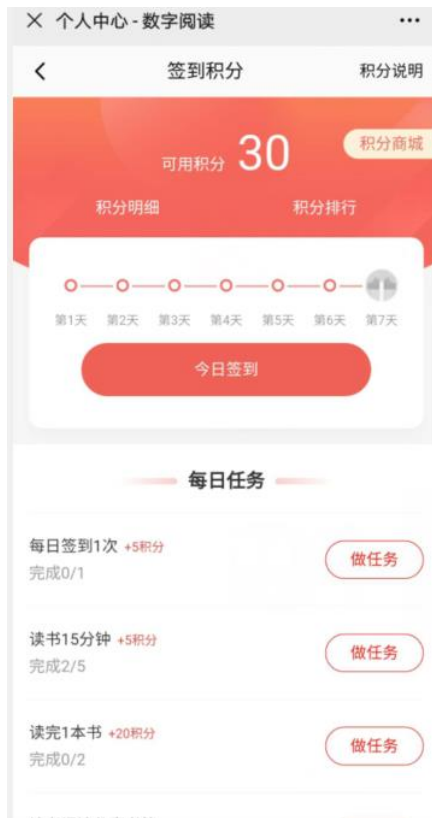 个人中心 - 数字阅读
签到积分 积分说明
积分商城
可用积分 30
积分明细 积分排行
第1天 第2天 第3天 第4天 第5天 第6天 第7天
今日签到
每日任务
每日签到1次 +5积分
完成0/1
做任务
读书15分钟 +5积分
完成2/5
做任务
读完1本书 +20积分
完成0/2
做任务